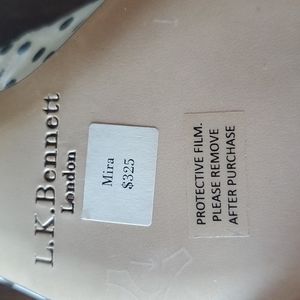 L.K.Bennett
London
Mira
$325
PROTECTIVE FILM.
PLEASE REMOVE
AFTER PURCHASE